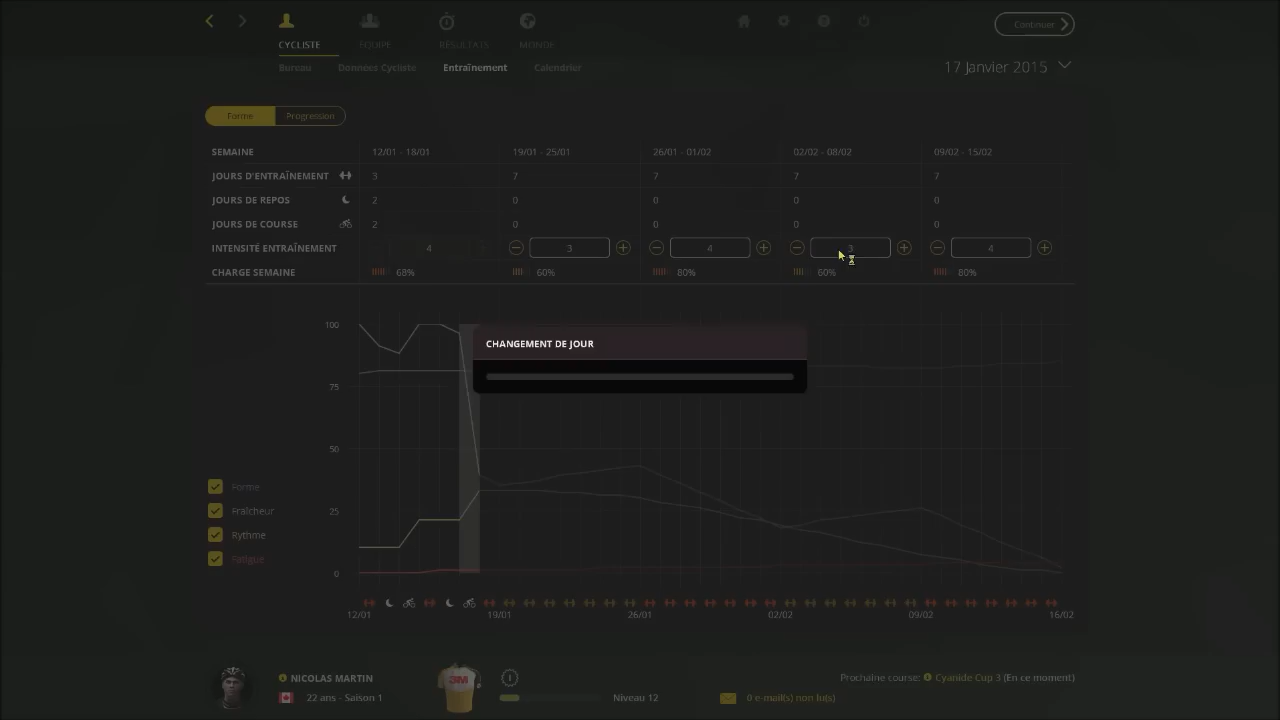 Continuer
CYCLISTE ÉQUIPE RÉSULTATS MONDE
Bureau Données Cycliste Entraînement Calendrier
17 Janvier 2015
Forme Progression
SEMAINE 12/01 - 18/01 19/01 - 25/01 26/01 - 01/02 02/02 - 08/02 09/02 - 15/02
JOURS D'ENTRAÎNEMENT 3 7 7 7 7
JOURS DE REPOS 2 0 0 0 0
JOURS DE COURSE 2 0 0 0 0
INTENSITÉ ENTRAÎNEMENT 4 3 4 3 4
CHARGE SEMAINE 68% 60% 80% 60% 80%
CHANGEMENT DE JOUR
100
75
50
25
0
Forme
Fraîcheur
Rythme
Fatigue
12/01 19/01 26/01 02/02 09/02 16/02
NICOLAS MARTIN
22 ans - Saison 1
3M
Niveau 12
Prochaine course: Cyanide Cup 3 (En ce moment)
0 e-mail(s) non lu(s)